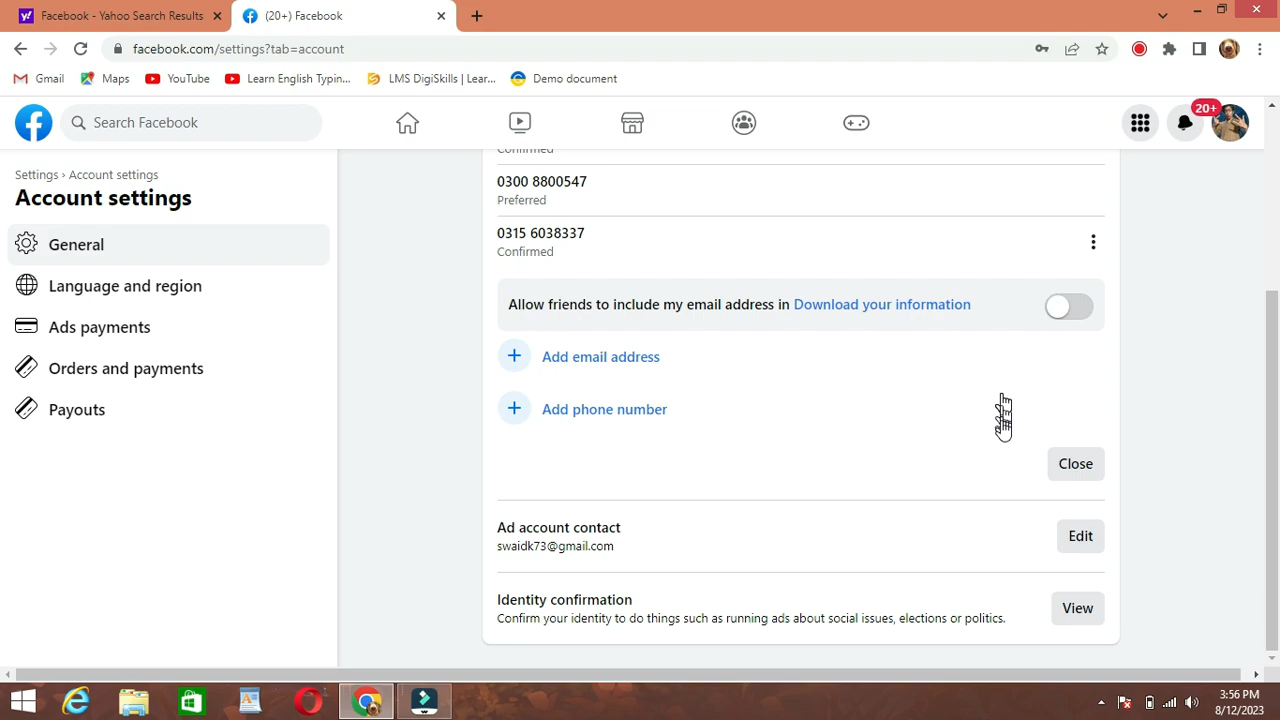 Facebook - Yahoo Search Results
(20+) Facebook
facebook.com/settings?tab=account
Gmail
Maps
YouTube
Learn English Typin...
LMS DigiSkills | Lear...
Demo document
Search Facebook
20+
Settings › Account settings
Account settings
General
Language and region
Ads payments
Orders and payments
Payouts
Confirmed
0300 8800547
Preferred
0315 6038337
Confirmed
Allow friends to include my email address in Download your information
Add email address
Add phone number
Close
Ad account contact
swaidk73@gmail.com
Edit
Identity confirmation
Confirm your identity to do things such as running ads about social issues, elections or politics.
View
3:56 PM
8/12/2023